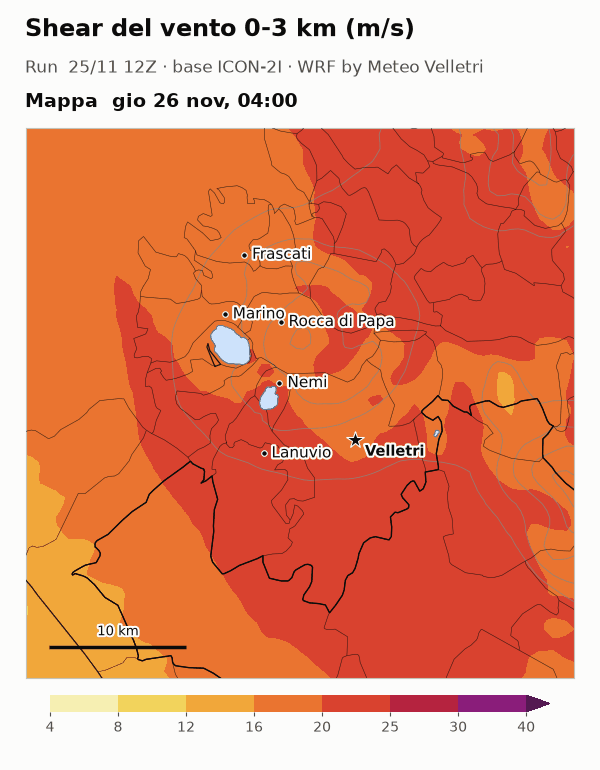 Shear del vento 0-3 km (m/s)
Run  25/11 12Z · base ICON-2I · WRF by Meteo Velletri
Mappa  gio 26 nov, 04:00
Frascati
Marino
Rocca di Papa
Nemi
Velletri
Lanuvio
10 km
4 8 12 16 20 25 30 40